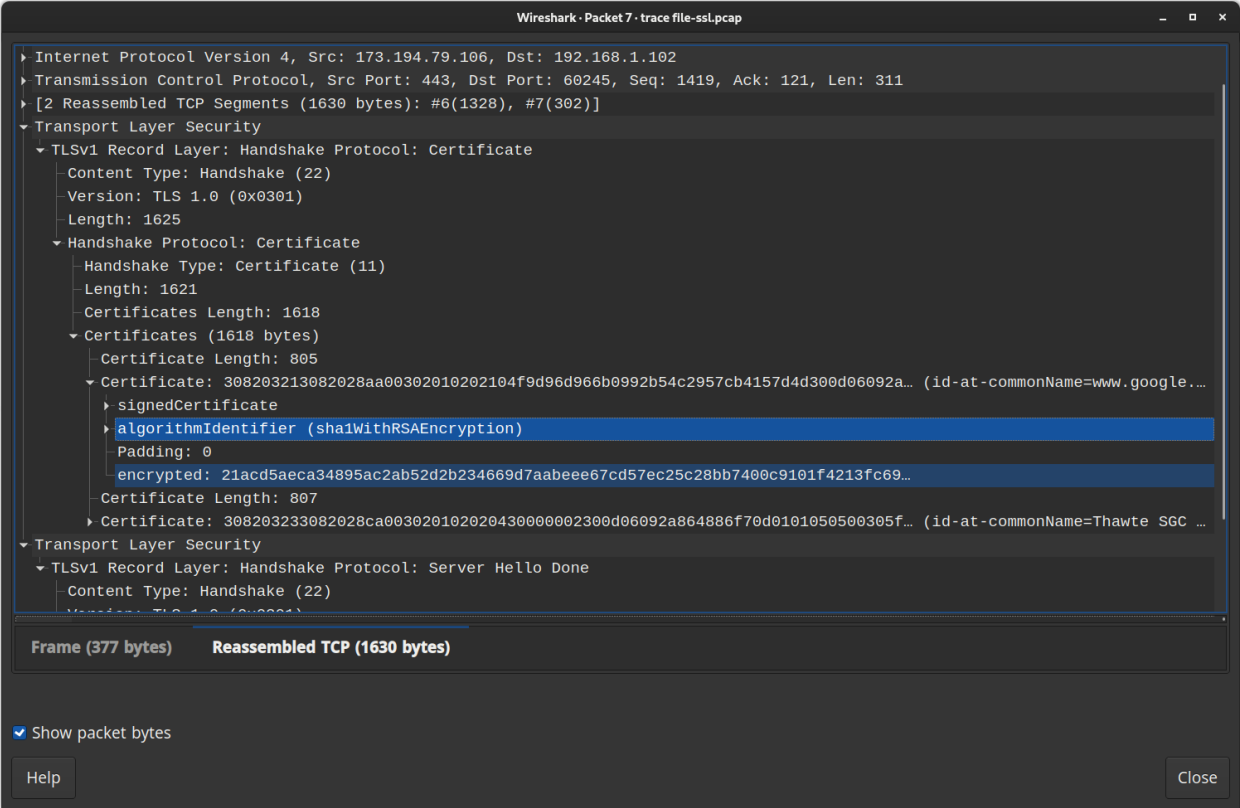 Wireshark · Packet 7 · trace file-ssl.pcap
Internet Protocol Version 4, Src: 173.194.79.106, Dst: 192.168.1.102
Transmission Control Protocol, Src Port: 443, Dst Port: 60245, Seq: 1419, Ack: 121, Len: 311
[2 Reassembled TCP Segments (1630 bytes): #6(1328), #7(302)]
Transport Layer Security
TLSv1 Record Layer: Handshake Protocol: Certificate
Content Type: Handshake (22)
Version: TLS 1.0 (0x0301)
Length: 1625
Handshake Protocol: Certificate
Handshake Type: Certificate (11)
Length: 1621
Certificates Length: 1618
Certificates (1618 bytes)
Certificate Length: 805
Certificate: 308203213082028aa00302010202104f9d96d966b0992b54c2957cb4157d4d300d06092a… (id-at-commonName=www.google.…
signedCertificate
algorithmIdentifier (sha1WithRSAEncryption)
Padding: 0
encrypted: 21acd5aeca34895ac2ab52d2b234669d7aabeee67cd57ec25c28bb7400c9101f4213fc69…
Certificate Length: 807
Certificate: 308203233082028ca003020102020430000002300d06092a864886f70d0101050500305f… (id-at-commonName=Thawte SGC …
Transport Layer Security
TLSv1 Record Layer: Handshake Protocol: Server Hello Done
Content Type: Handshake (22)
Version: TLS 1.0 (0x0301)
Frame (377 bytes) Reassembled TCP (1630 bytes)
Show packet bytes
Help Close